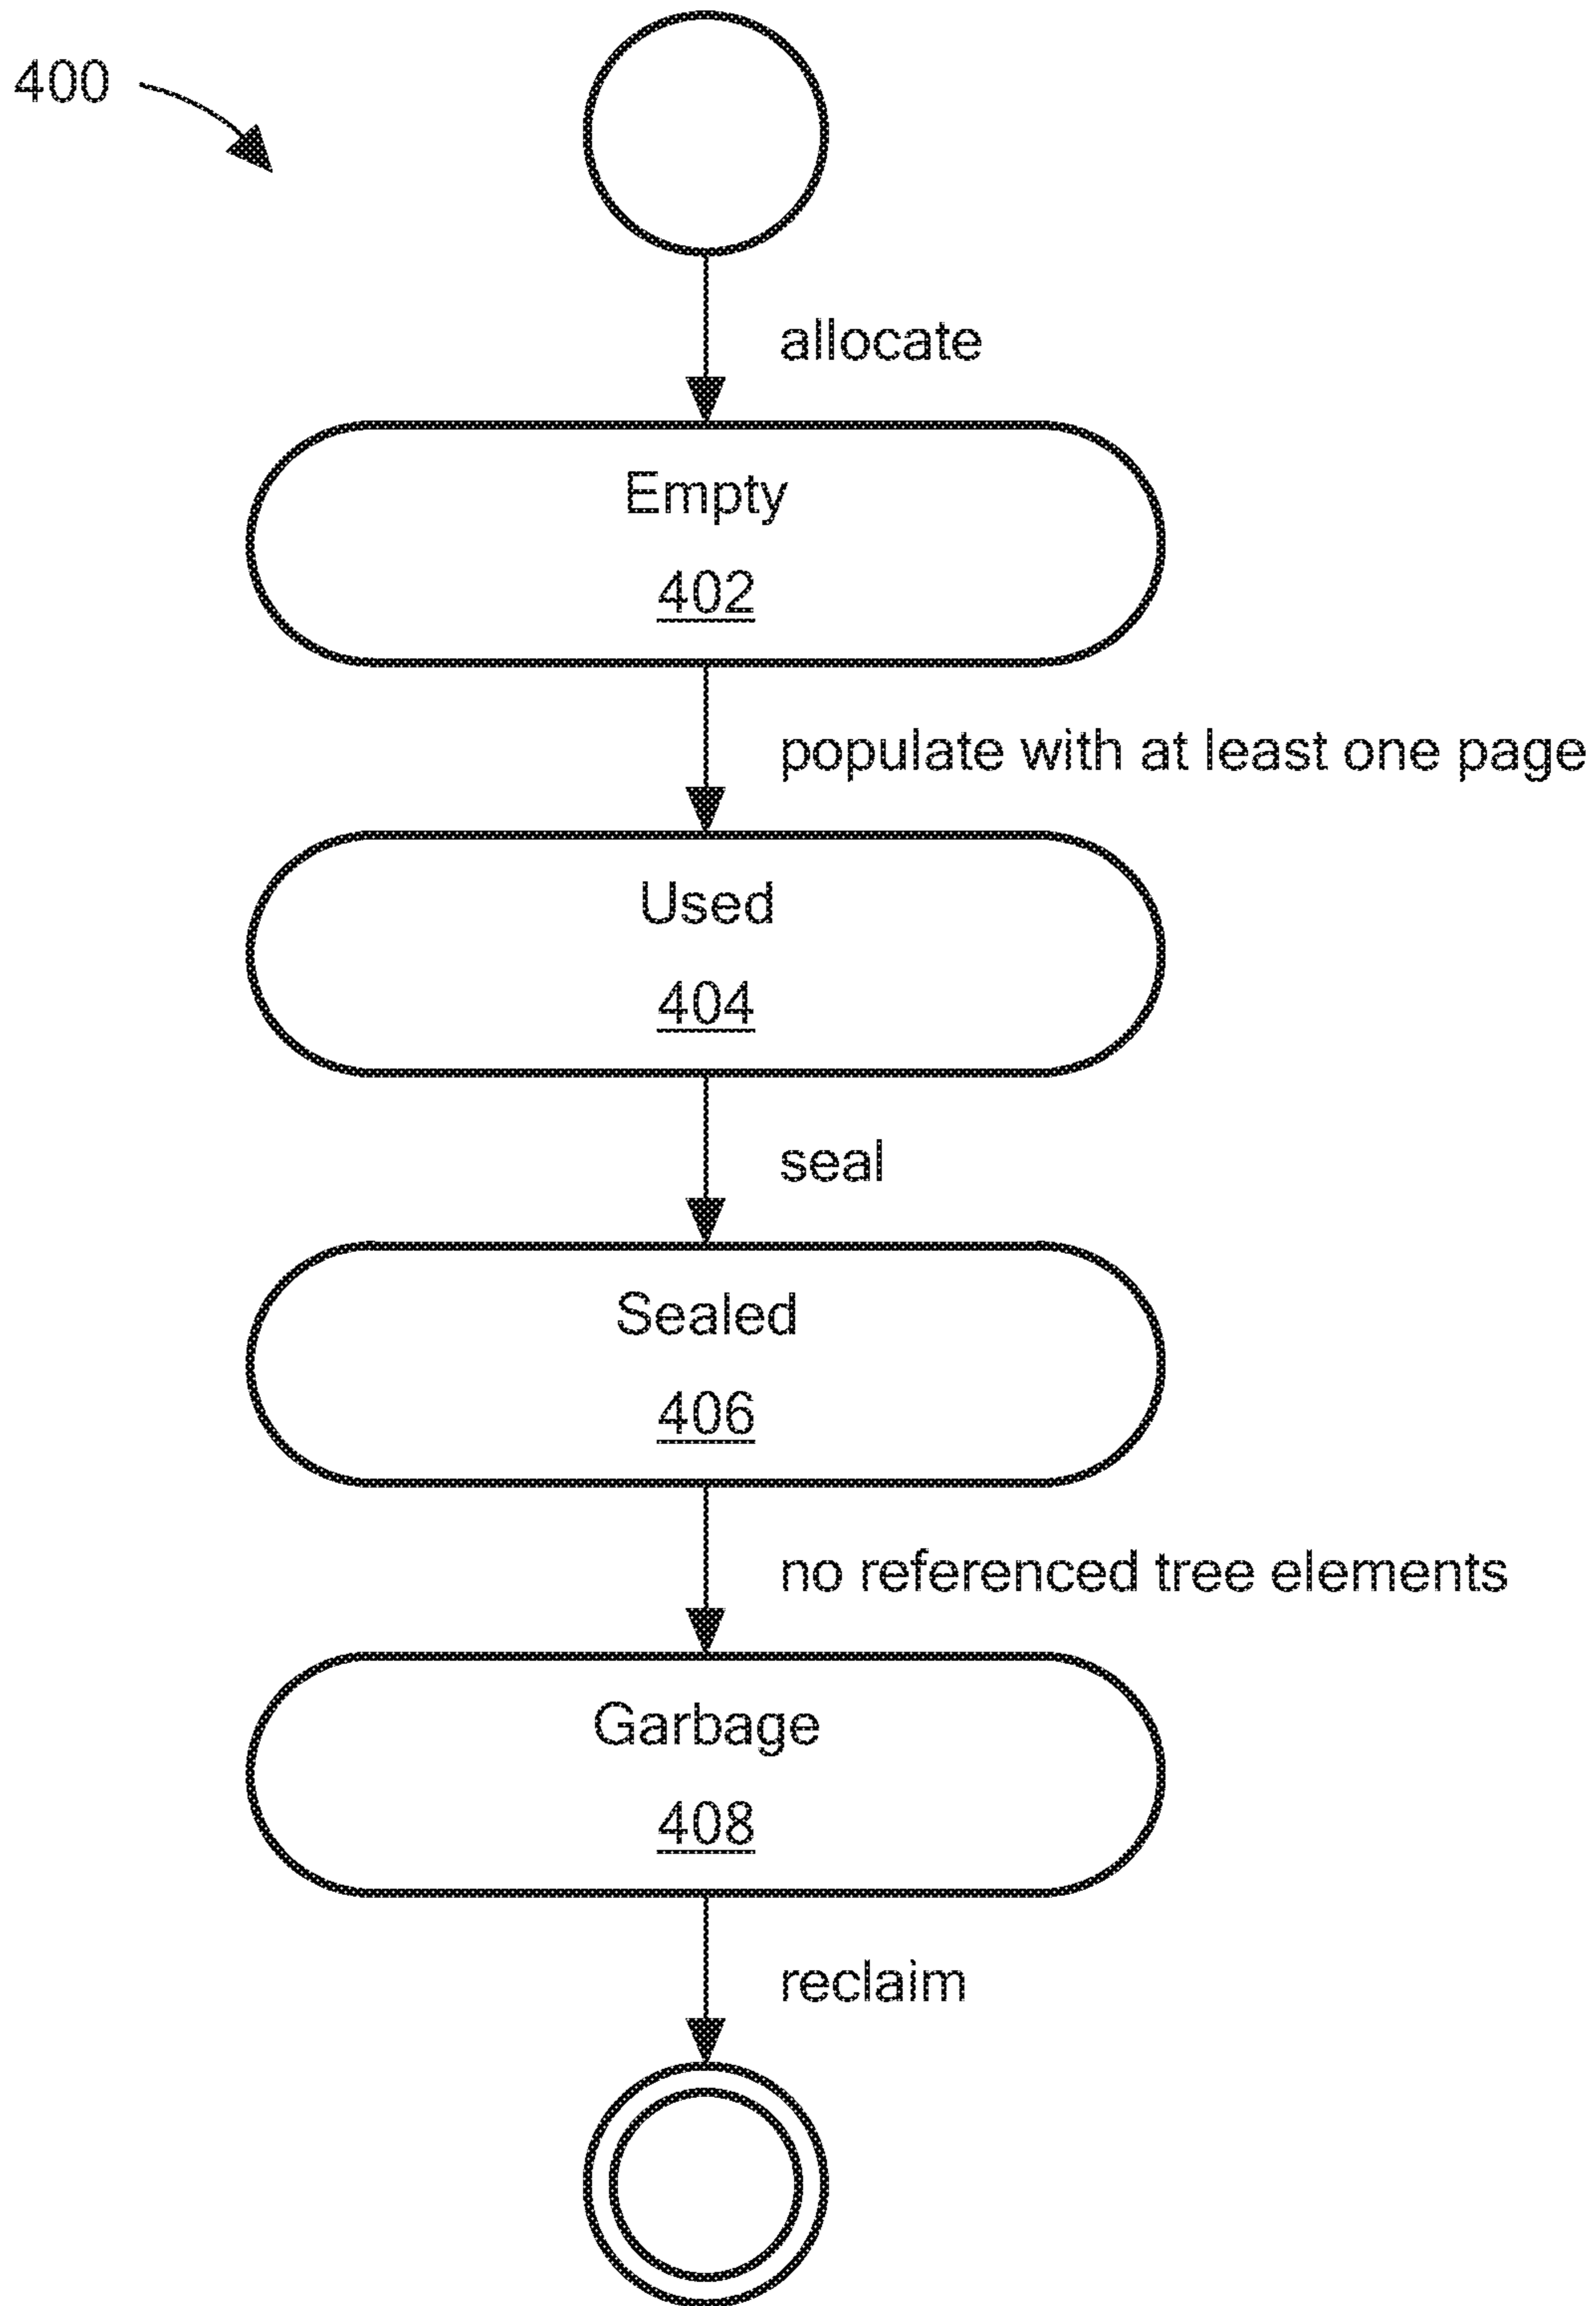 400
allocate
Empty
402
populate with at least one page
Used
404
seal
Sealed
406
no referenced tree elements
Garbage
408
reclaim